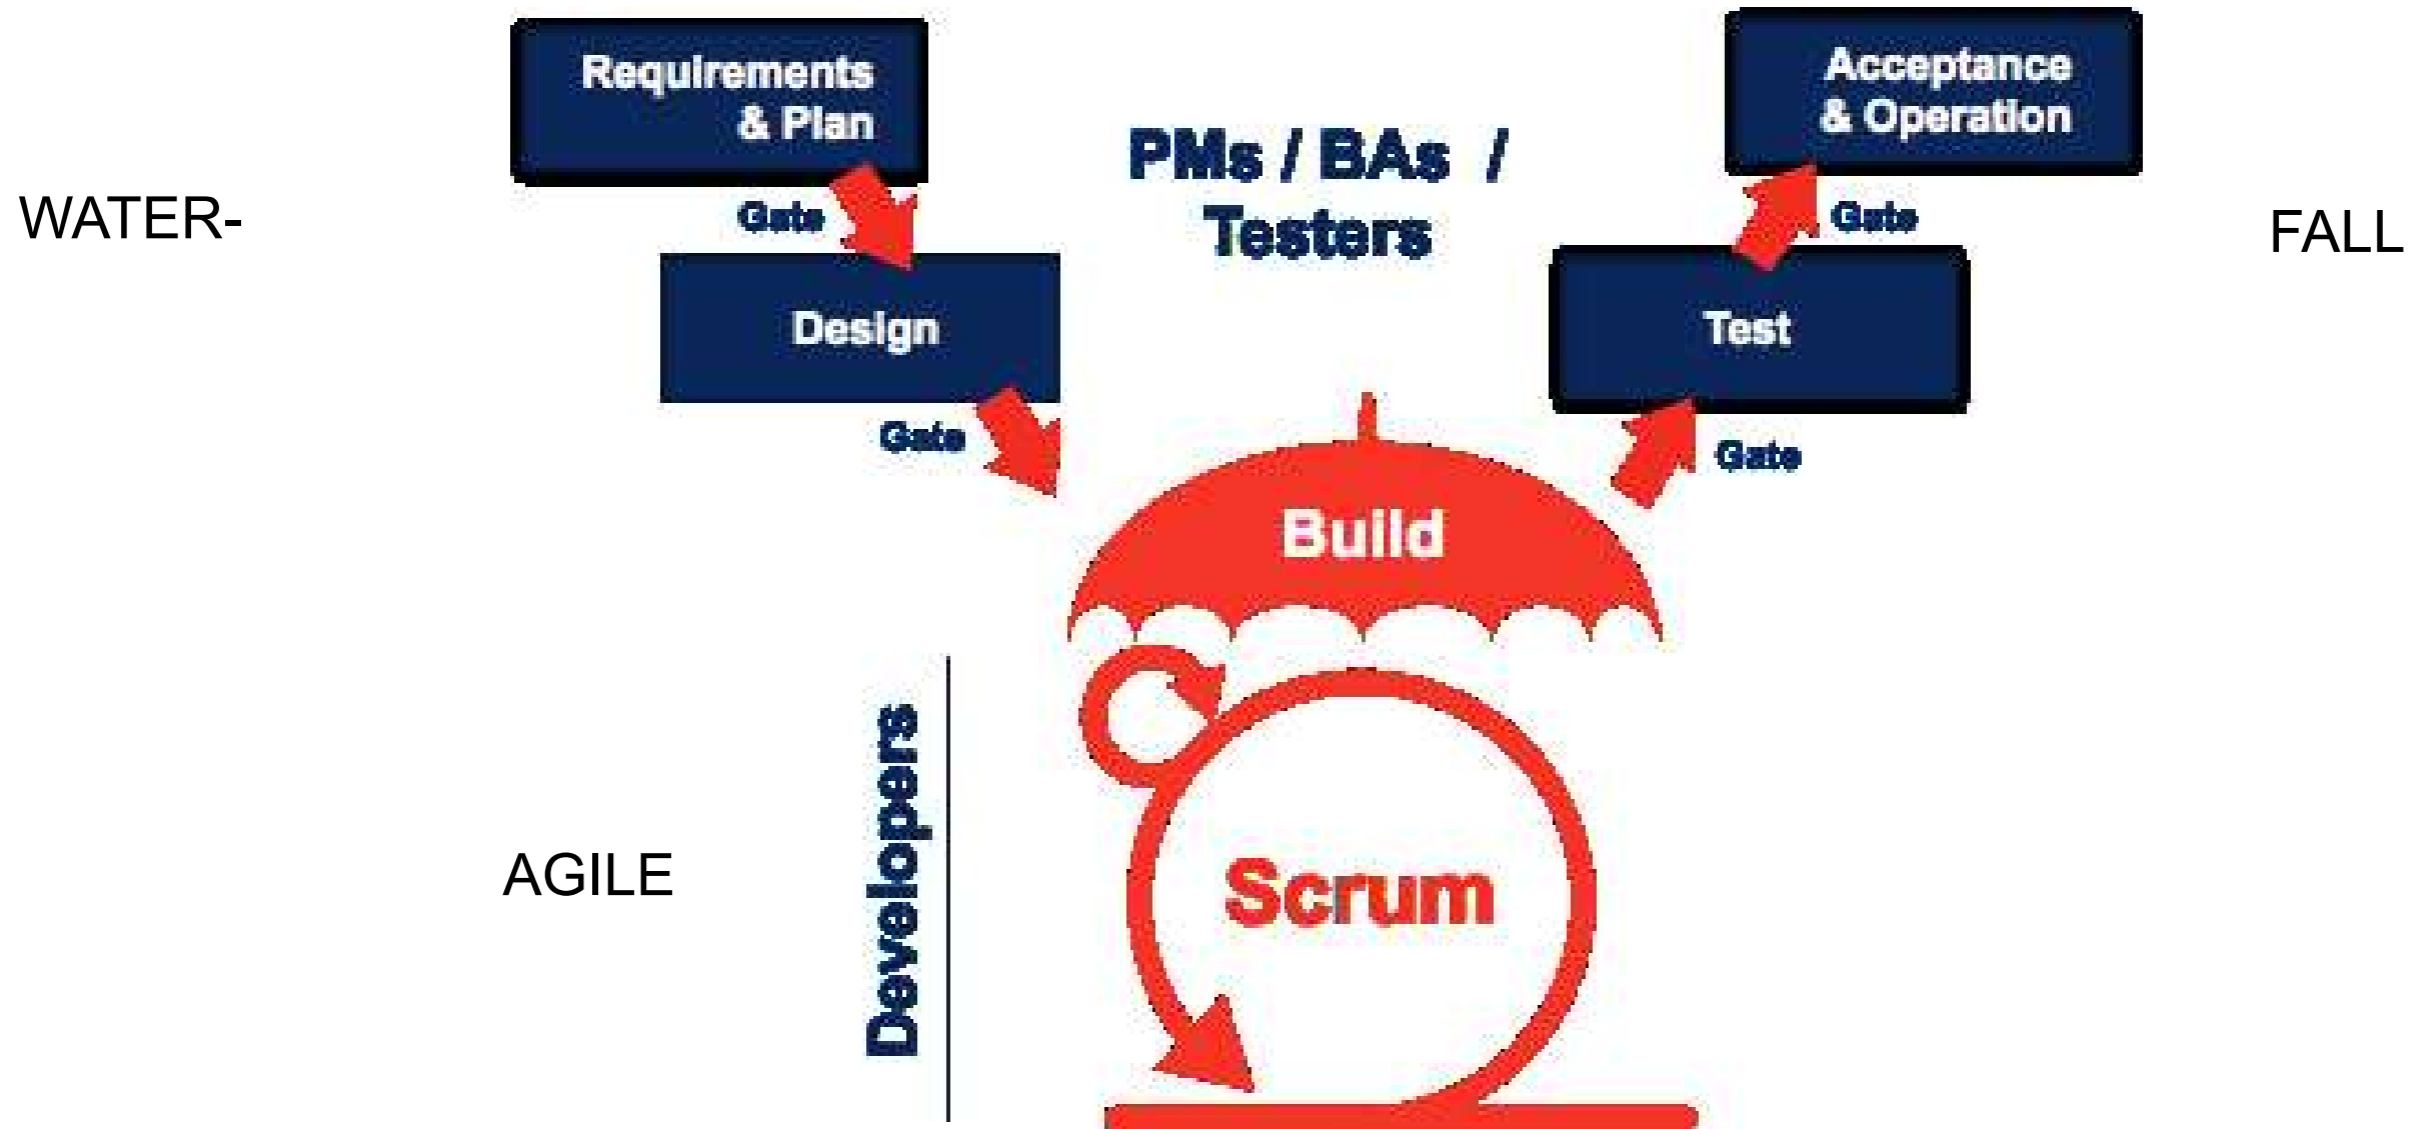 Requirements
& Plan
Acceptance
& Operation
PMs / BAs /
Testers
WATER-
Gate
Gate
FALL
Design
Test
Gate
Gate
Build
Developers
AGILE
Scrum